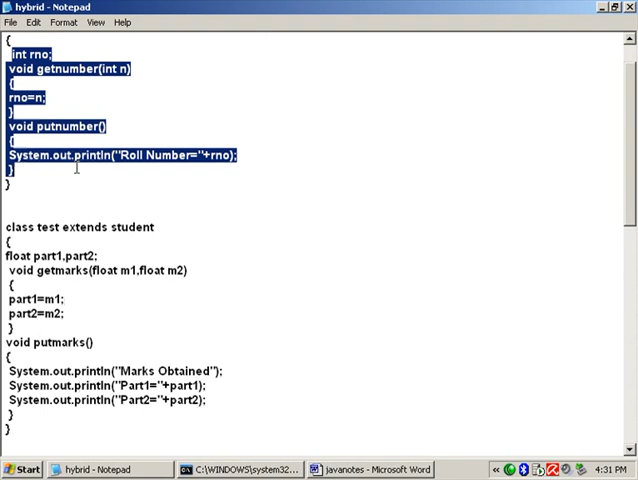 hybrid - Notepad
File Edit Format View Help
{
int rno;
void getnumber(int n)
{
rno=n;
}
void putnumber()
{
System.out.println("Roll Number="+rno);
}
}
class test extends student
{
float part1,part2;
void getmarks(float m1,float m2)
{
part1=m1;
part2=m2;
}
void putmarks()
{
System.out.println("Marks Obtained");
System.out.println("Part1="+part1);
System.out.println("Part2="+part2);
}
}
Start hybrid - Notepad C:\WINDOWS\system32... javanotes - Microsoft Word « 4:31 PM